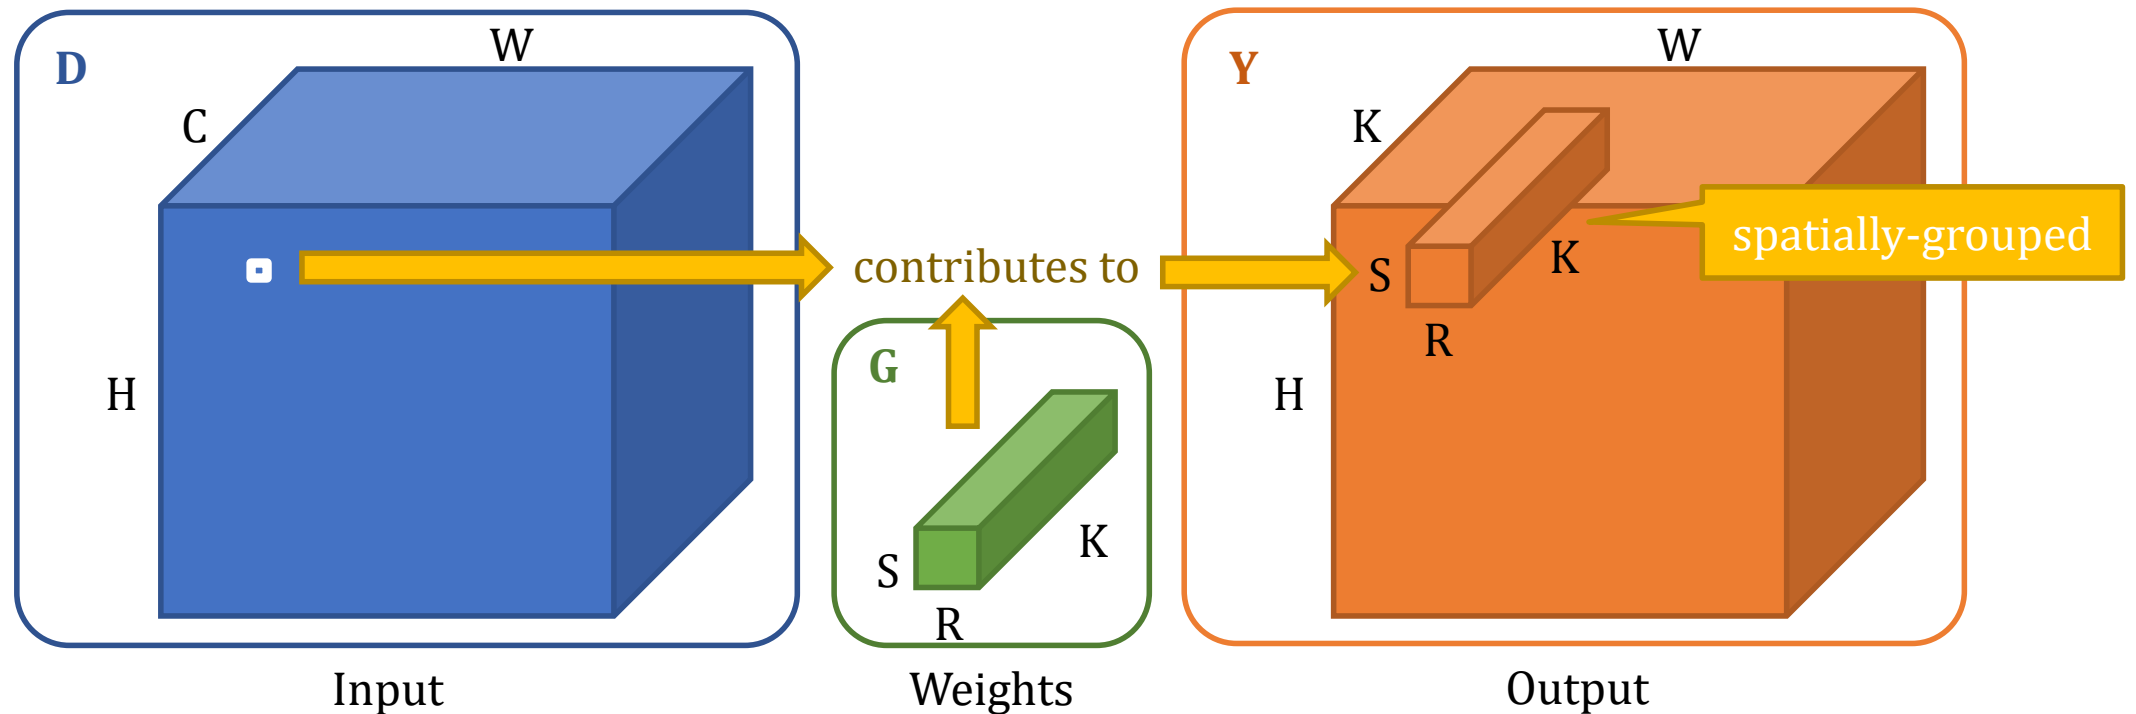 D
W
C
H
Input
contributes to
G
S
R
K
Weights
Y
W
K
S
K
R
H
spatially-grouped
Output